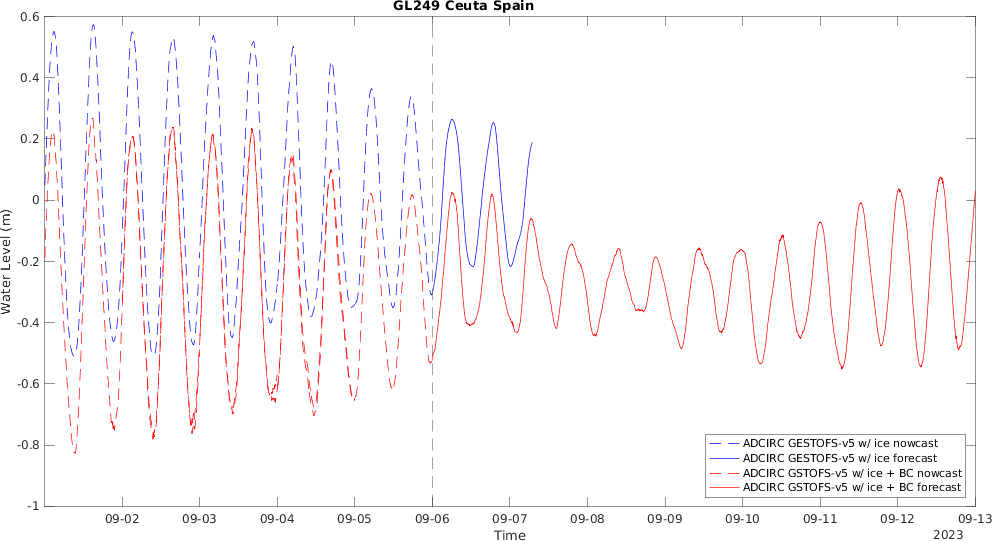 GL249 Ceuta Spain
0.6
0.4
0.2
0
-0.2
-0.4
-0.6
-0.8
-1
Water Level (m)
09-02 09-03 09-04 09-05 09-06 09-07 09-08 09-09 09-10 09-11 09-12 09-13
Time
2023
ADCIRC GESTOFS-v5 w/ ice nowcast
ADCIRC GESTOFS-v5 w/ ice forecast
ADCIRC GSTOFS-v5 w/ ice + BC nowcast
ADCIRC GSTOFS-v5 w/ ice + BC forecast